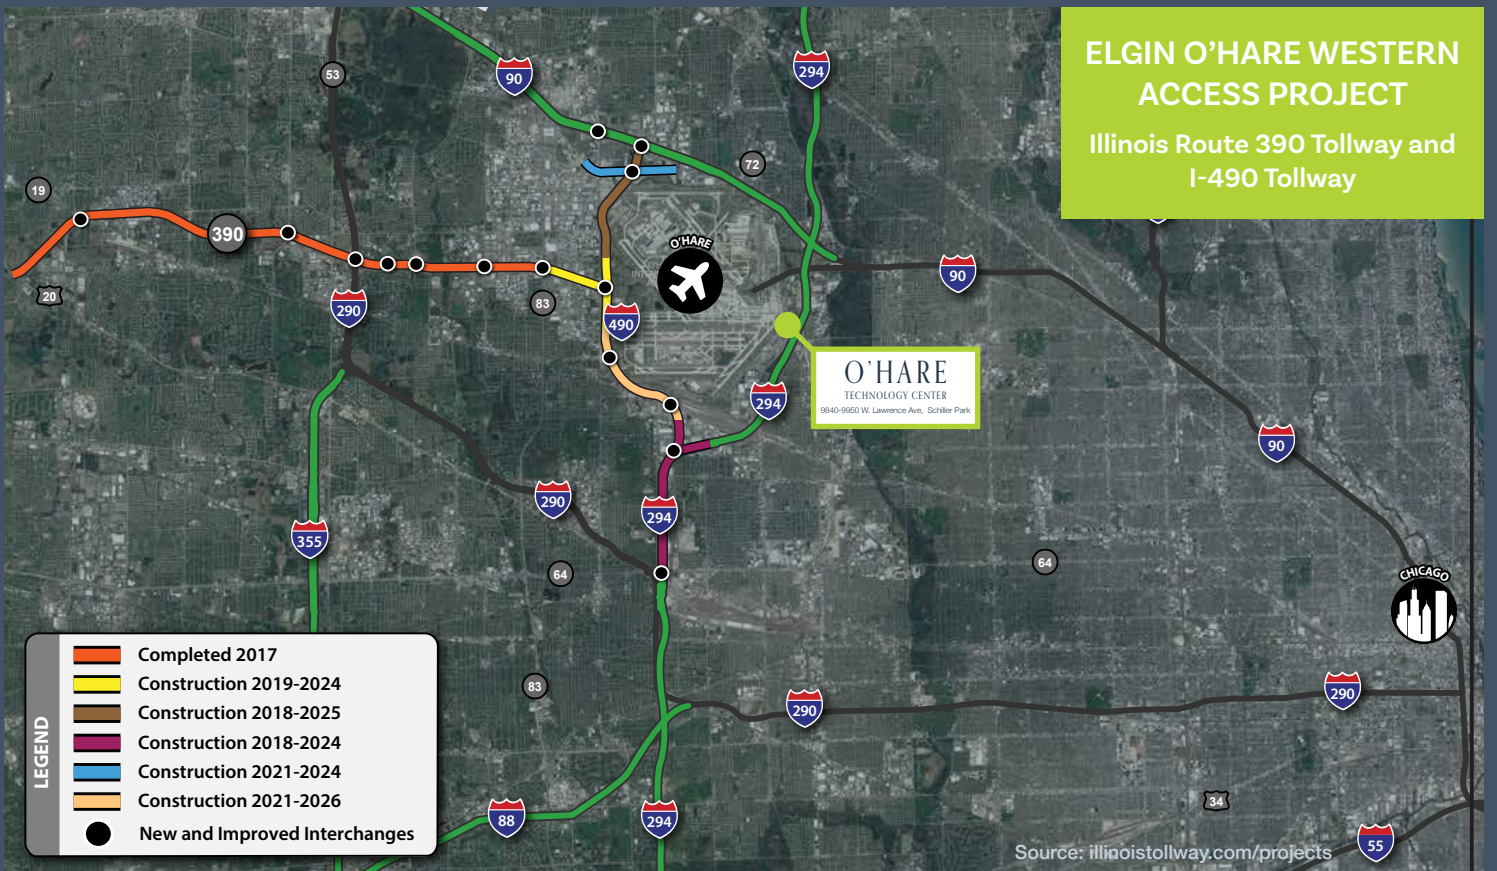 ELGIN O’HARE WESTERN
ACCESS PROJECT
Illinois Route 390 Tollway and
I-490 Tollway
53
90
294
72
19
390
O’HARE
20
290
83
490
90
O’HARE
TECHNOLOGY CENTER
9840-9950 W. Lawrence Ave, Schiller Park
294
90
290
294
355
64
64
CHICAGO
83
290
290
88
294
34
55
LEGEND
Completed 2017
Construction 2019-2024
Construction 2018-2025
Construction 2018-2024
Construction 2021-2024
Construction 2021-2026
New and Improved Interchanges
Source: illinoistollway.com/projects